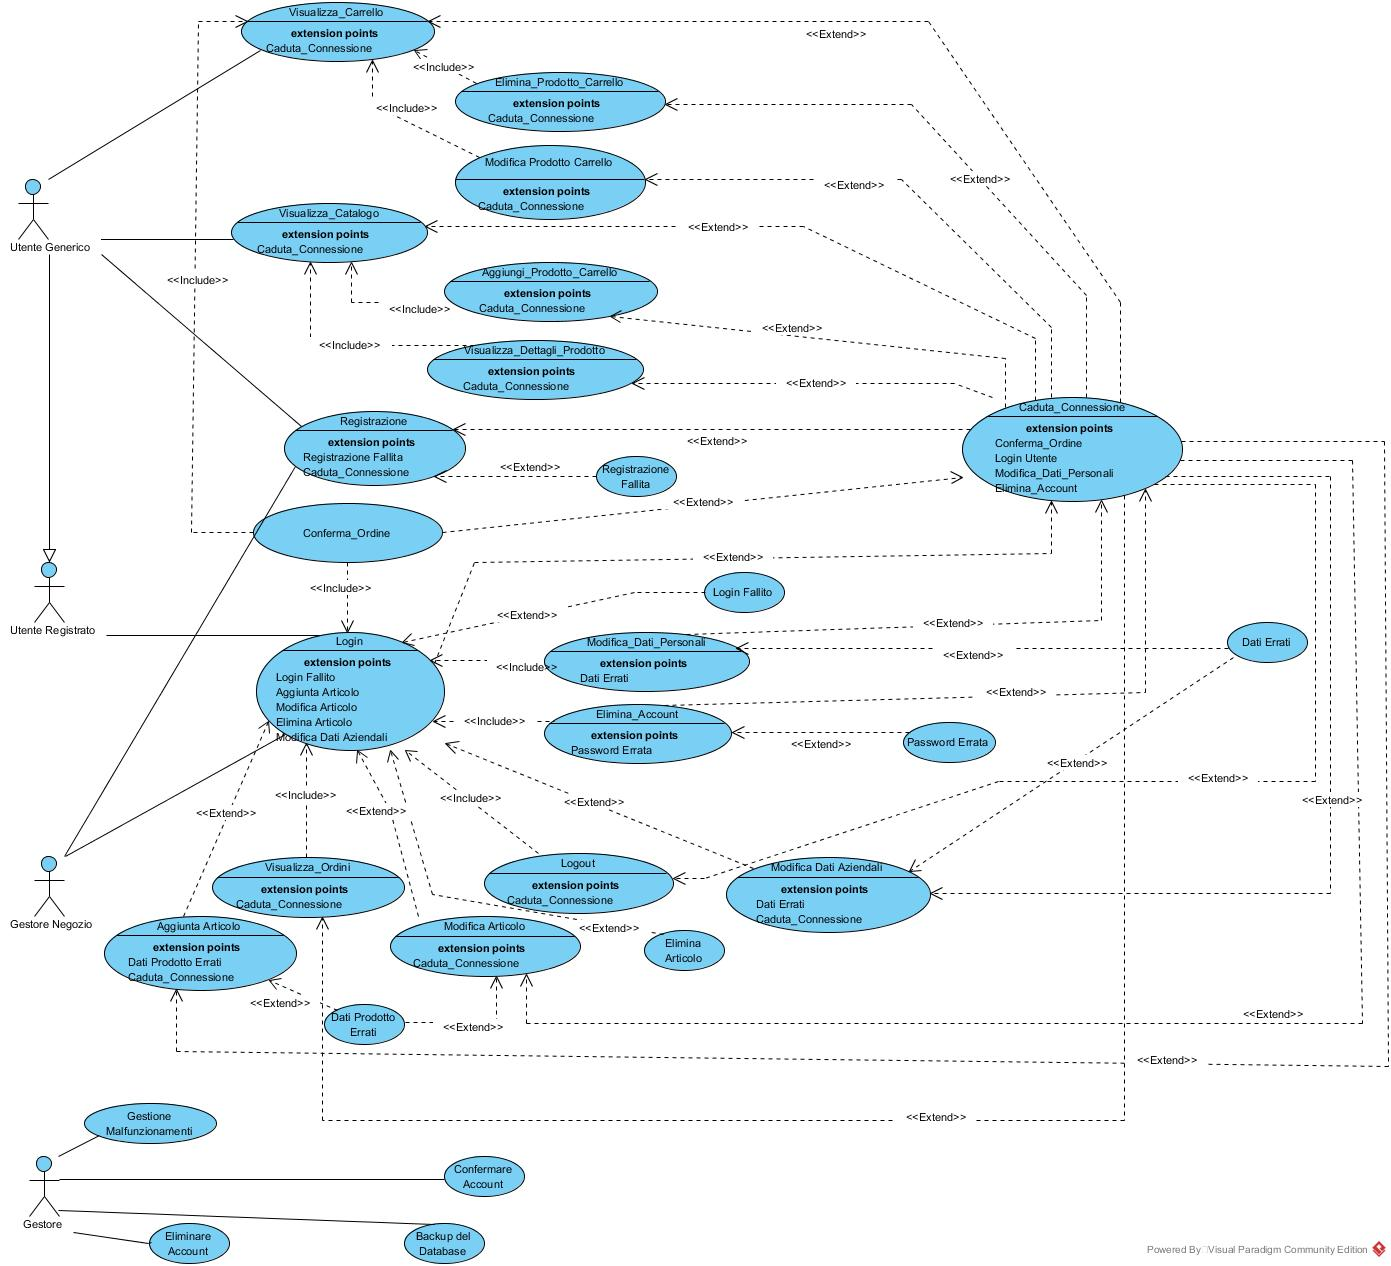 Visualizza_Carrello
extension points
Caduta_Connessione
<<Extend>>
<<Include>>
Elimina_Prodotto_Carrello
extension points
Caduta_Connessione
<<Include>>
Modifica Prodotto Carrello
extension points
Caduta_Connessione
<<Extend>>
<<Extend>>
Utente Generico
Visualizza_Catalogo
extension points
Caduta_Connessione
<<Extend>>
<<Include>>
Aggiungi_Prodotto_Carrello
extension points
Caduta_Connessione
<<Include>>
<<Extend>>
<<Include>>
Visualizza_Dettagli_Prodotto
extension points
Caduta_Connessione
<<Extend>>
Caduta_Connessione
extension points
Conferma_Ordine
Login Utente
Modifica_Dati_Personali
Elimina_Account
Registrazione
extension points
Registrazione Fallita
Caduta_Connessione
<<Extend>>
<<Extend>>
Registrazione
Fallita
<<Extend>>
Conferma_Ordine
<<Extend>>
<<Include>>
Login Fallito
<<Extend>>
Utente Registrato
Login
extension points
Login Fallito
Aggiunta Articolo
Modifica Articolo
Elimina Articolo
Modifica Dati Aziendali
<<Include>>
Modifica_Dati_Personali
extension points
Dati Errati
<<Extend>>
<<Extend>>
Dati Errati
<<Include>>
Elimina_Account
extension points
Password Errata
<<Extend>>
<<Extend>>
Password Errata
<<Extend>>
<<Extend>>
<<Extend>>
<<Extend>>
<<Include>>
<<Extend>>
<<Include>>
<<Extend>>
Gestore Negozio
Visualizza_Ordini
extension points
Caduta_Connessione
Logout
extension points
Caduta_Connessione
Modifica Dati Aziendali
extension points
Dati Errati
Caduta_Connessione
Aggiunta Articolo
extension points
Dati Prodotto Errati
Caduta_Connessione
Modifica Articolo
extension points
Caduta_Connessione
<<Extend>>
Elimina
Articolo
<<Extend>>
Dati Prodotto
Errati
<<Extend>>
<<Extend>>
<<Extend>>
<<Extend>>
Gestione
Malfunzionamenti
Confermare
Account
Gestore
Eliminare
Account
Backup del
Database
Powered By Visual Paradigm Community Edition